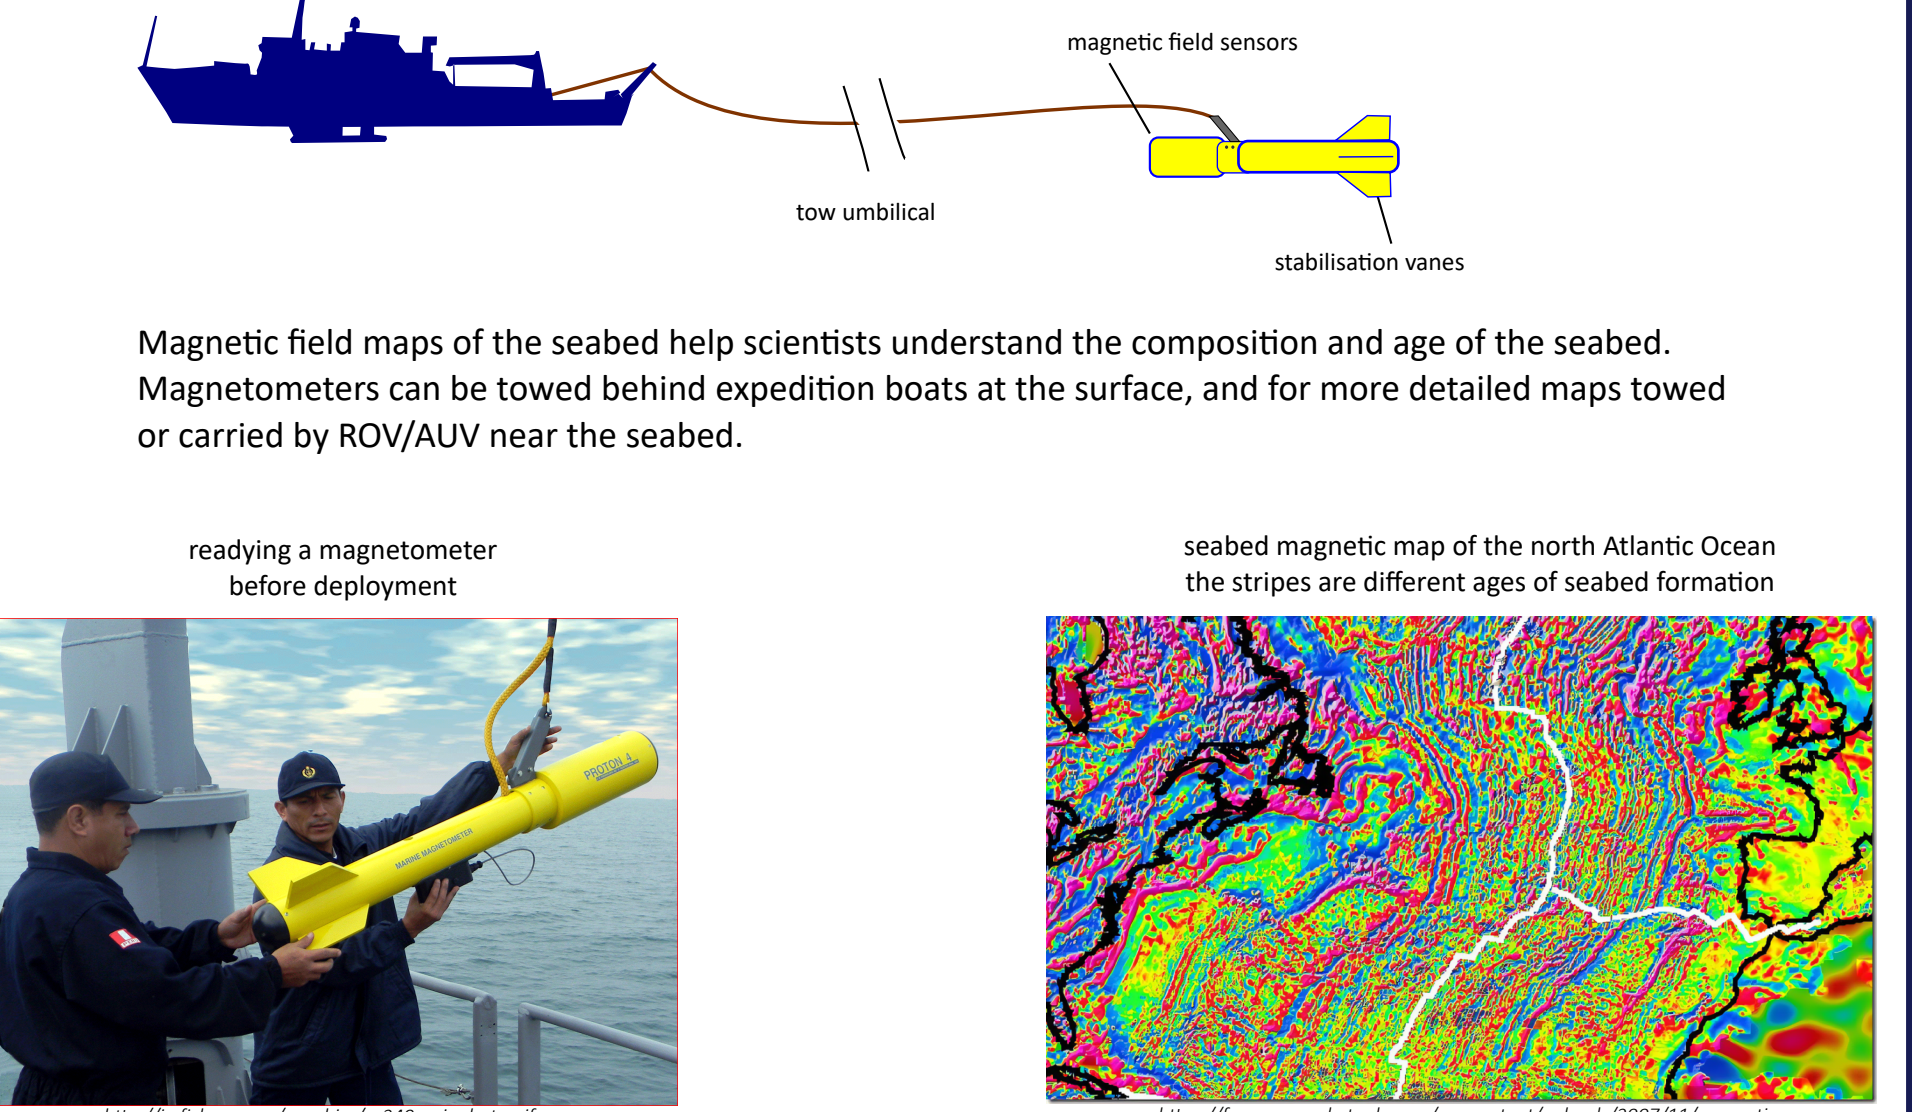 magnetic field sensors
tow umbilical
stabilisation vanes
Magnetic field maps of the seabed help scientists understand the composition and age of the seabed.
Magnetometers can be towed behind expedition boats at the surface, and for more detailed maps towed
or carried by ROV/AUV near the seabed.
readying a magnetometer
before deployment
seabed magnetic map of the north Atlantic Ocean
the stripes are different ages of seabed formation
PROTON 4
MARINE MAGNETOMETER